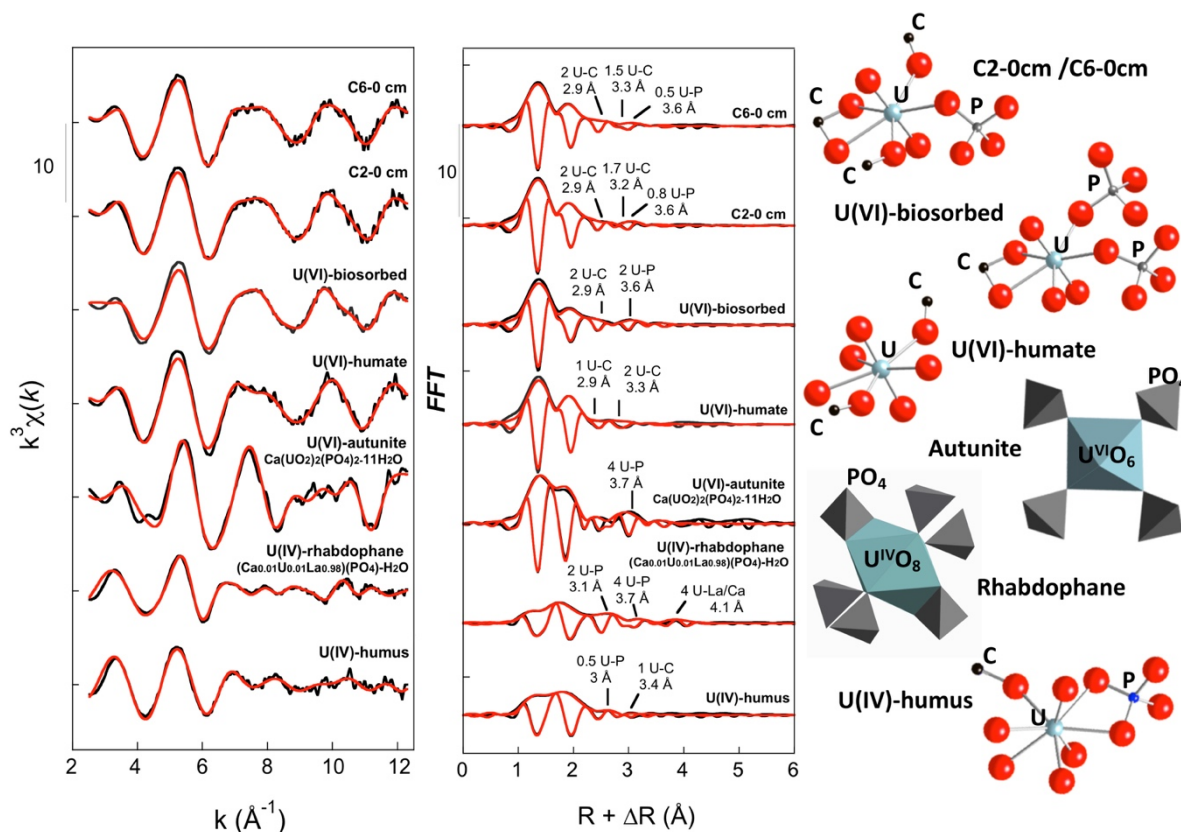 C6-0 cm
C2-0 cm
U(VI)-biosorbed
U(VI)-humate
U(VI)-autunite
Ca(UO2)2(PO4)2-11H2O
U(IV)-rhabdophane
(Ca0.01U0.01La0.98)(PO4)-H2O
U(IV)-humus
10
k³χ(k)
2
4
6
8
10
12
k (Å⁻¹)
2 U-C
2.9 Å
1.5 U-C
3.3 Å
0.5 U-P
3.6 Å
C6-0 cm
10
2 U-C
2.9 Å
1.7 U-C
3.2 Å
0.8 U-P
3.6 Å
C2-0 cm
2 U-C
2.9 Å
2 U-P
3.6 Å
U(VI)-biosorbed
1 U-C
2.9 Å
2 U-C
3.3 Å
U(VI)-humate
4 U-P
3.7 Å
U(VI)-autunite
Ca(UO2)2(PO4)2-11H2O
U(IV)-rhabdophane
(Ca0.01U0.01La0.98)(PO4)-H2O
2 U-P
3.1 Å
4 U-P
3.7 Å
4 U-La/Ca
4.1 Å
0.5 U-P
3 Å
1 U-C
3.4 Å
U(IV)-humus
FFT
0
1
2
3
4
5
6
R + ΔR (Å)
C
C2-0cm /C6-0cm
C
U
P
C
U(VI)-biosorbed
P
U
P
C
C
U
U(VI)-humate
C
PO4
Autunite
UⱽᴵO6
PO4
UᴵⱽO8
Rhabdophane
C
P
U(IV)-humus
U